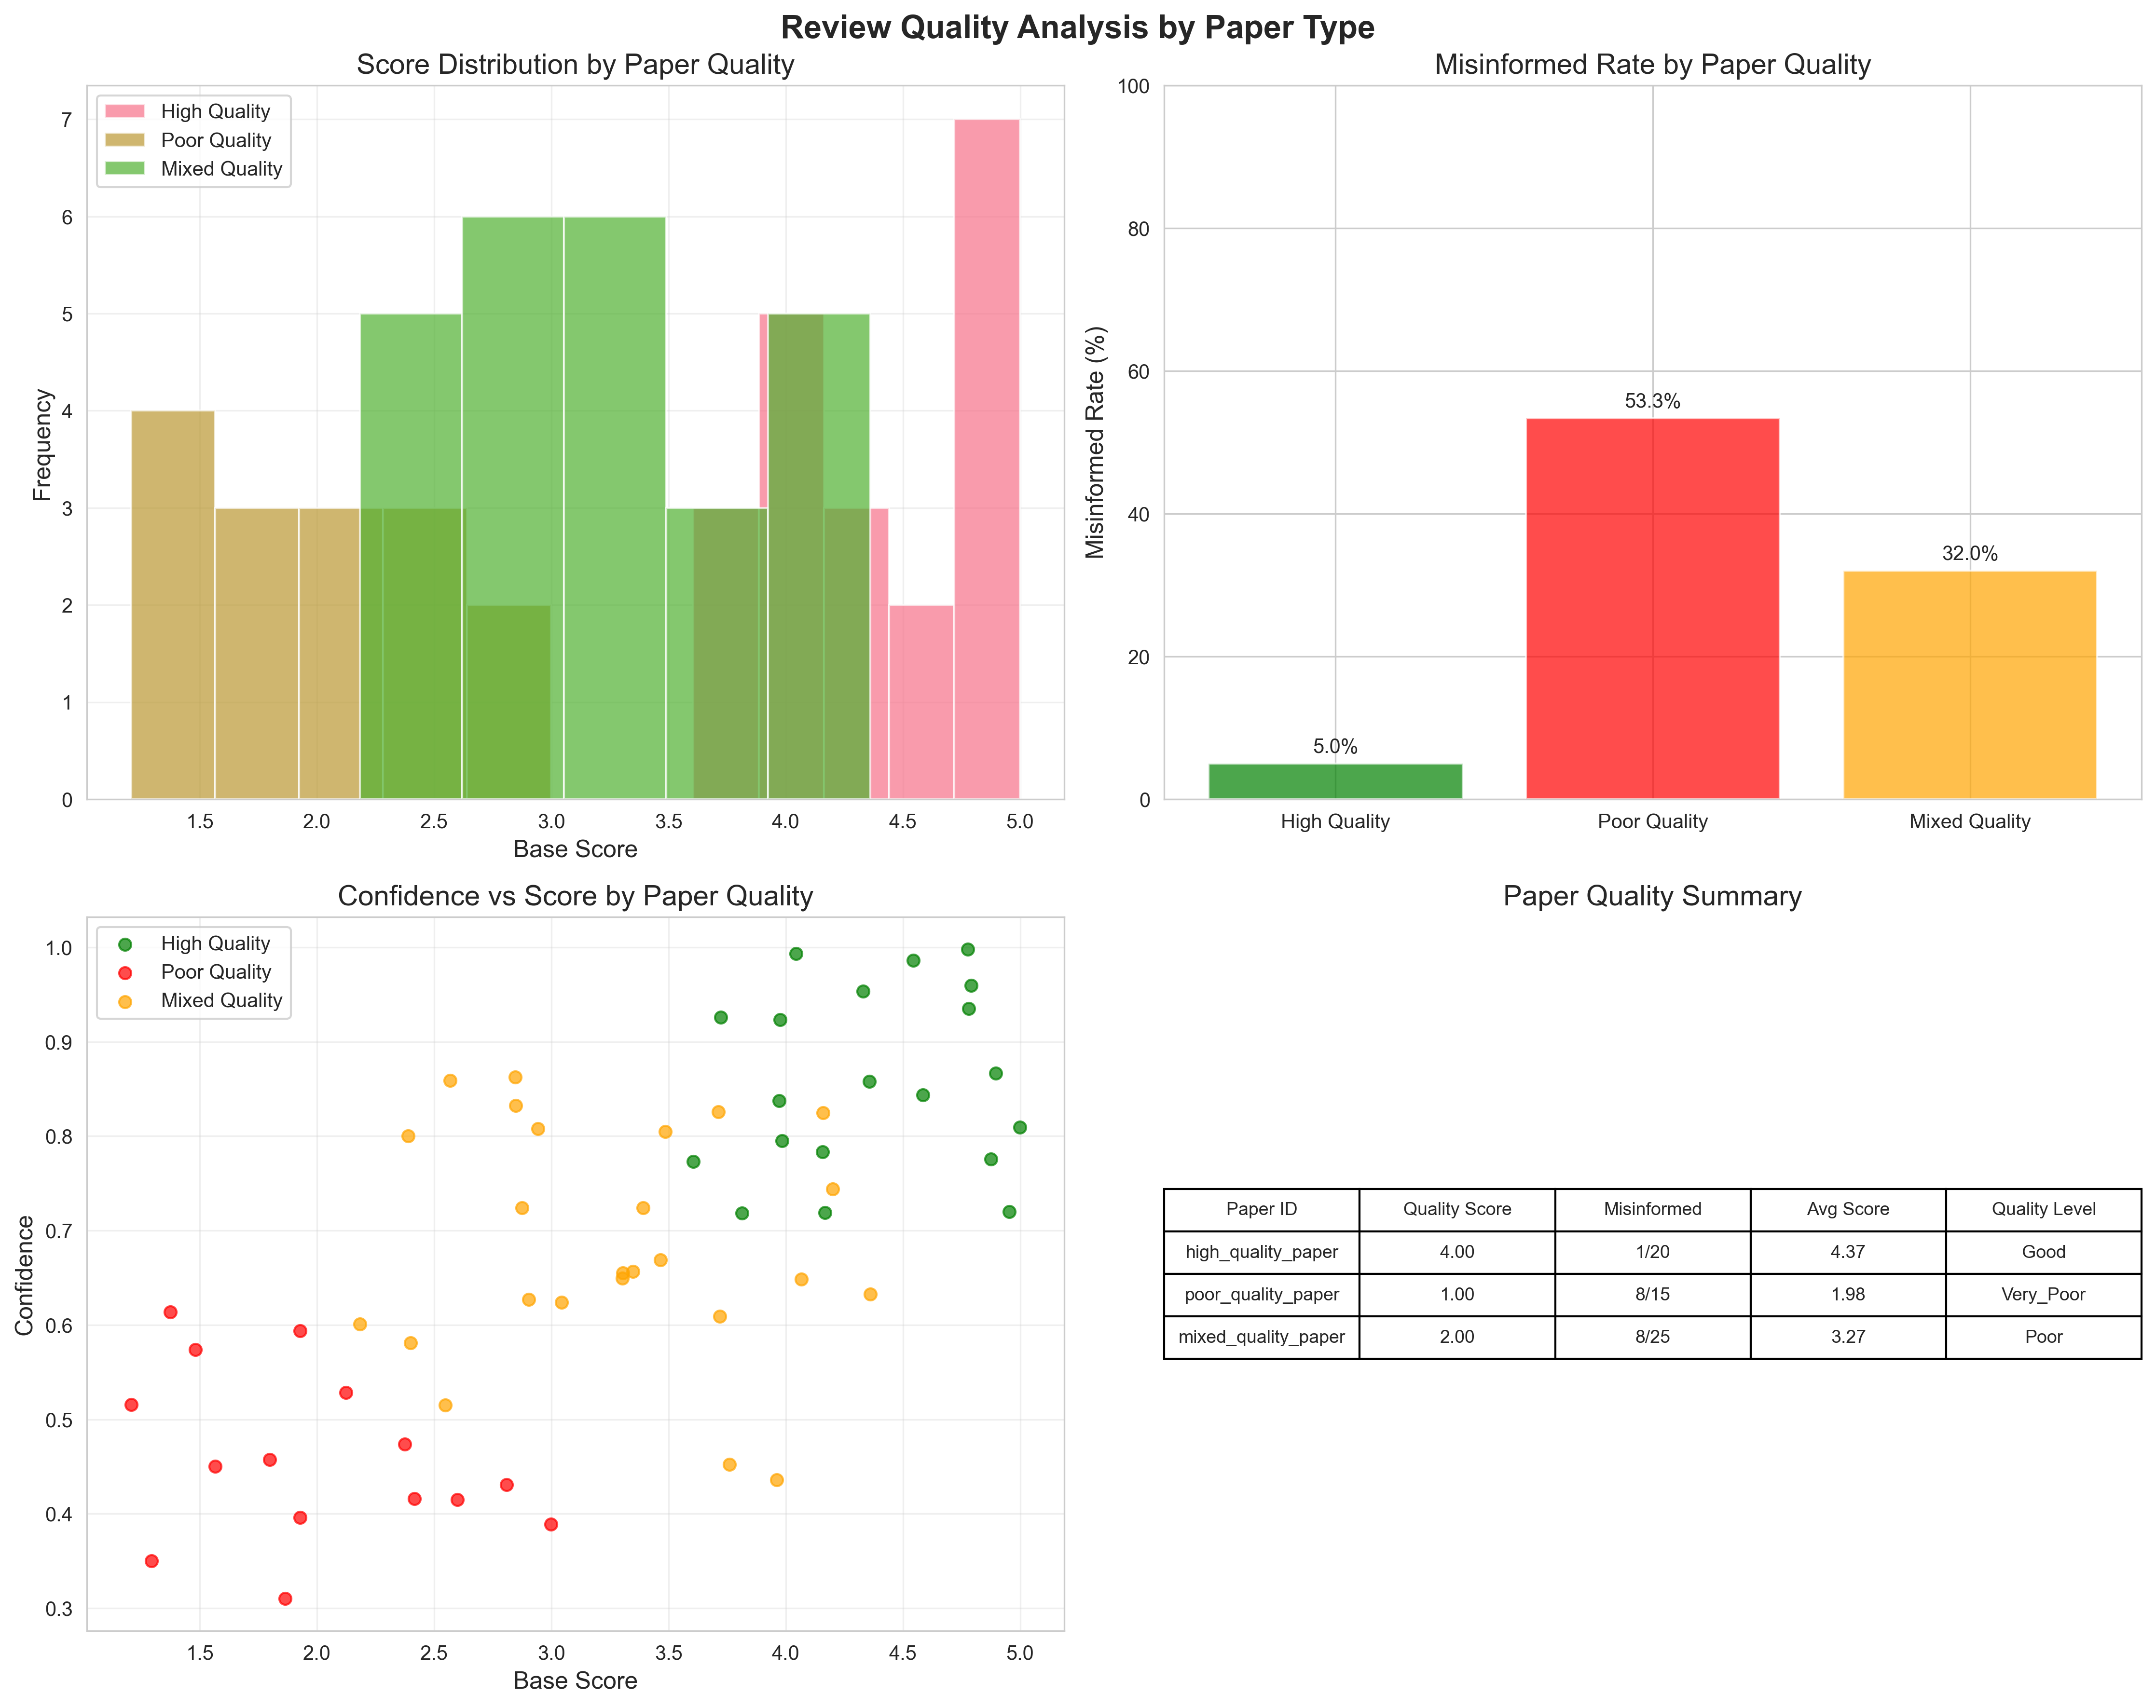 Review Quality Analysis by Paper Type
Score Distribution by Paper Quality
High Quality
Poor Quality
Mixed Quality
Frequency
7
6
5
4
3
2
1
0
1.5 2.0 2.5 3.0 3.5 4.0 4.5 5.0
Base Score
Misinformed Rate by Paper Quality
Misinformed Rate (%)
100
80
60
40
20
0
5.0%
53.3%
32.0%
High Quality Poor Quality Mixed Quality
Confidence vs Score by Paper Quality
High Quality
Poor Quality
Mixed Quality
Confidence
1.0
0.9
0.8
0.7
0.6
0.5
0.4
0.3
1.5 2.0 2.5 3.0 3.5 4.0 4.5 5.0
Base Score
Paper Quality Summary
Paper ID Quality Score Misinformed Avg Score Quality Level
high_quality_paper 4.00 1/20 4.37 Good
poor_quality_paper 1.00 8/15 1.98 Very_Poor
mixed_quality_paper 2.00 8/25 3.27 Poor